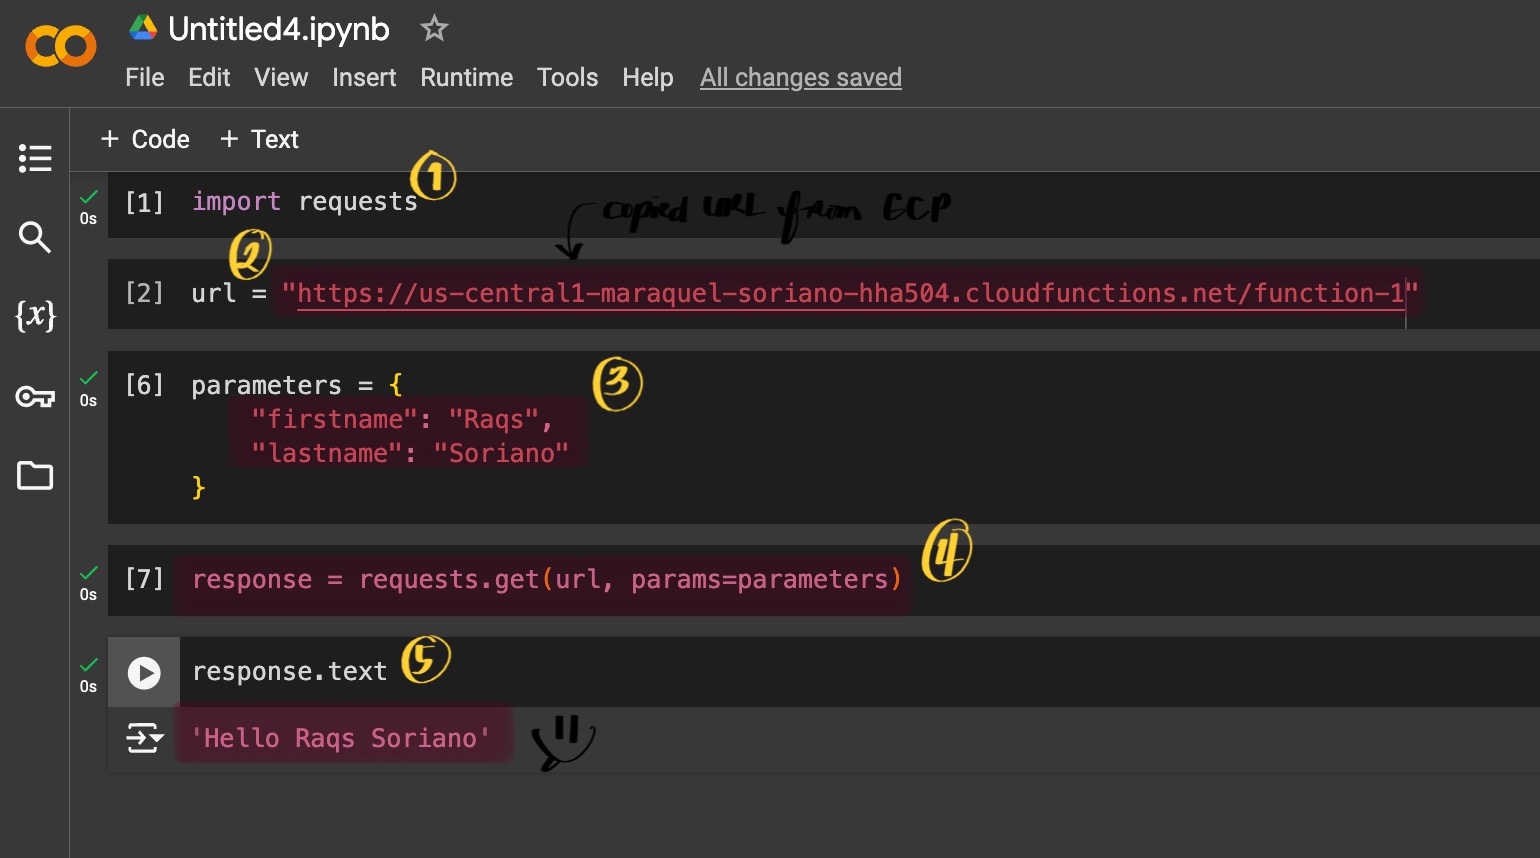 Untitled4.ipynb
File Edit View Insert Runtime Tools Help All changes saved
+ Code + Text
1
[1] import requests
0s
copied URL from GCP
2
[2] url = "https://us-central1-maraquel-soriano-hha504.cloudfunctions.net/function-1"
{x}
3
[6] parameters = {
0s
"firstname": "Raqs",
"lastname": "Soriano"
}
4
[7] response = requests.get(url, params=parameters)
0s
5
response.text
0s
'Hello Raqs Soriano'